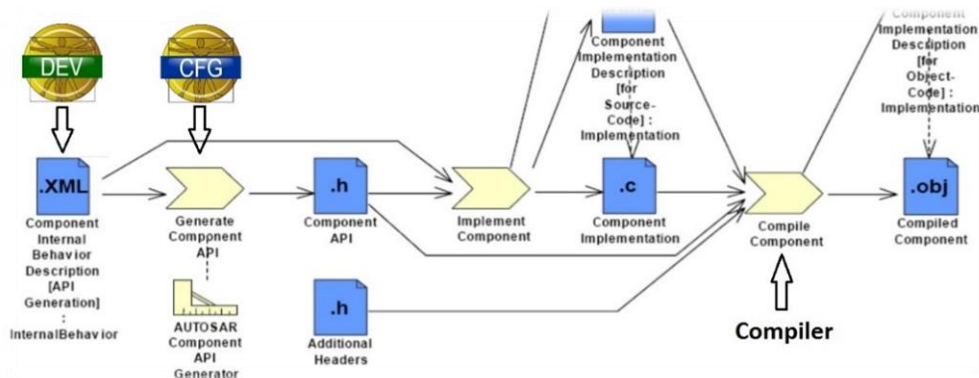 DEV
CFG
.XML
Component
Internal
Behavior
Description
[API
Generation]
:
InternalBehavior
Generate
Component
API
AUTOSAR
Component
API
Generator
.h
Component
API
.h
Additional
Headers
Implement
Component
Component
Implementation
Description
[for
Source-
Code] :
Implementation
.c
Component
Implementation
Compile
Component
Compiler
Component
Implementation
Description
[for
Object-
Code] :
Implementation
.obj
Compiled
Component